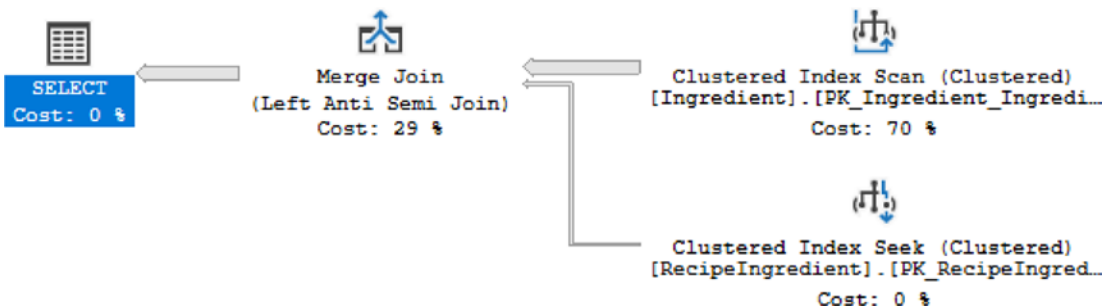 SELECT
Cost: 0 %
Merge Join
(Left Anti Semi Join)
Cost: 29 %
Clustered Index Scan (Clustered)
[Ingredient].[PK_Ingredient_Ingredi…
Cost: 70 %
Clustered Index Seek (Clustered)
[RecipeIngredient].[PK_RecipeIngred…
Cost: 0 %